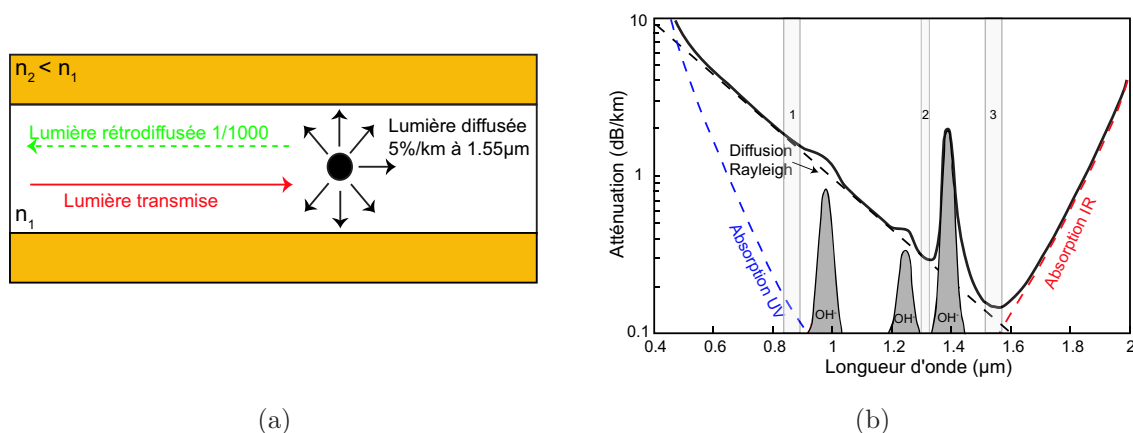 n2 < n1
Lumière rétrodiffusée 1/1000
Lumière diffusée
5%/km à 1.55µm
Lumière transmise
n1
(a)
Atténuation (dB/km)
10
1
0.1
1
2
3
Diffusion
Rayleigh
Absorption UV
Absorption IR
OH-
OH-
OH-
0.4
0.6
0.8
1
1.2
1.4
1.6
1.8
2
Longueur d'onde (µm)
(b)